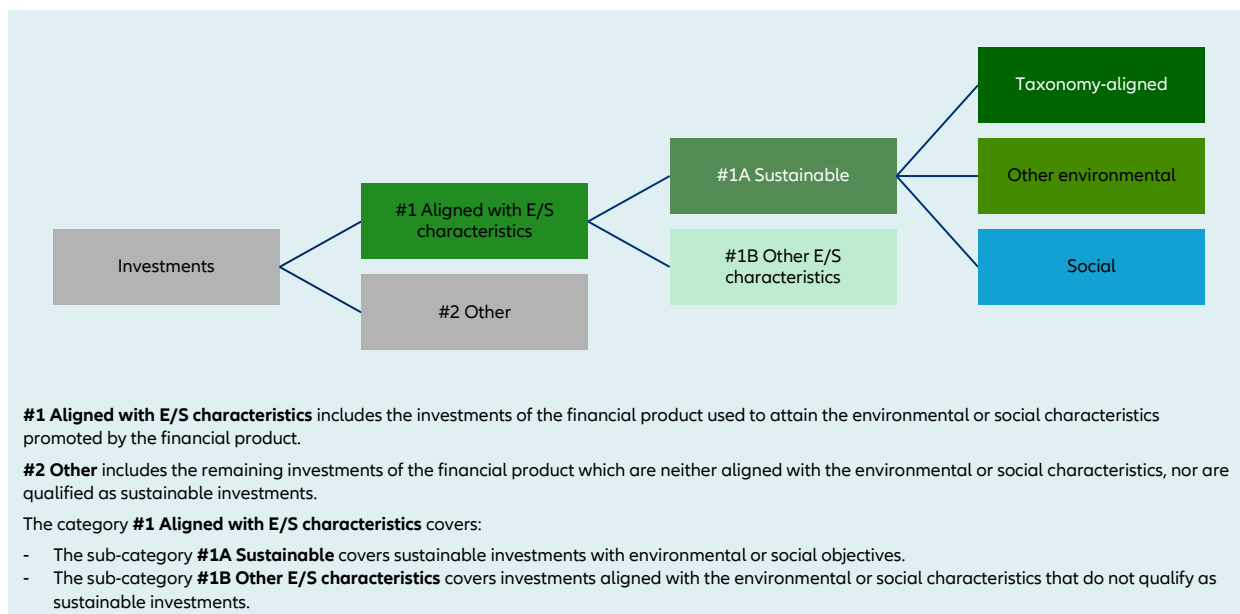 Taxonomy-aligned
#1A Sustainable
Other environmental
#1 Aligned with E/S
characteristics
Investments
#1B Other E/S
characteristics
Social
#2 Other
#1 Aligned with E/S characteristics includes the investments of the financial product used to attain the environmental or social characteristics
promoted by the financial product.
#2 Other includes the remaining investments of the financial product which are neither aligned with the environmental or social characteristics, nor are
qualified as sustainable investments.
The category #1 Aligned with E/S characteristics covers:
- The sub-category #1A Sustainable covers sustainable investments with environmental or social objectives.
- The sub-category #1B Other E/S characteristics covers investments aligned with the environmental or social characteristics that do not qualify as
sustainable investments.